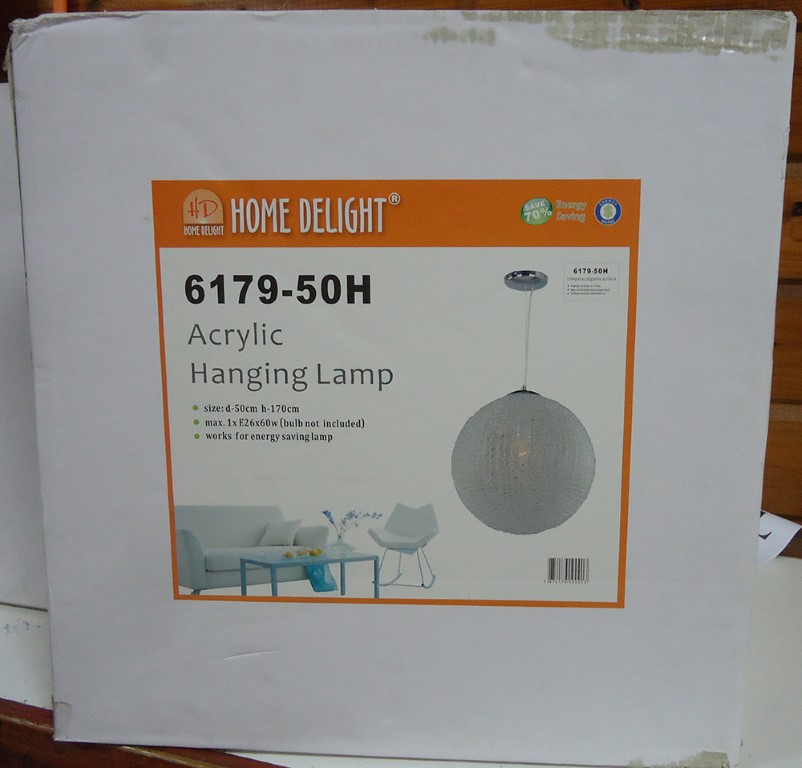 HD
HOME DELIGHT
HOME DELIGHT®
SAVE
70%
Energy
Saving
6179-50H
Acrylic
Hanging Lamp
size: d-50cm h-170cm
max. 1x E26x60w (bulb not included)
works for energy saving lamp
6179-50H